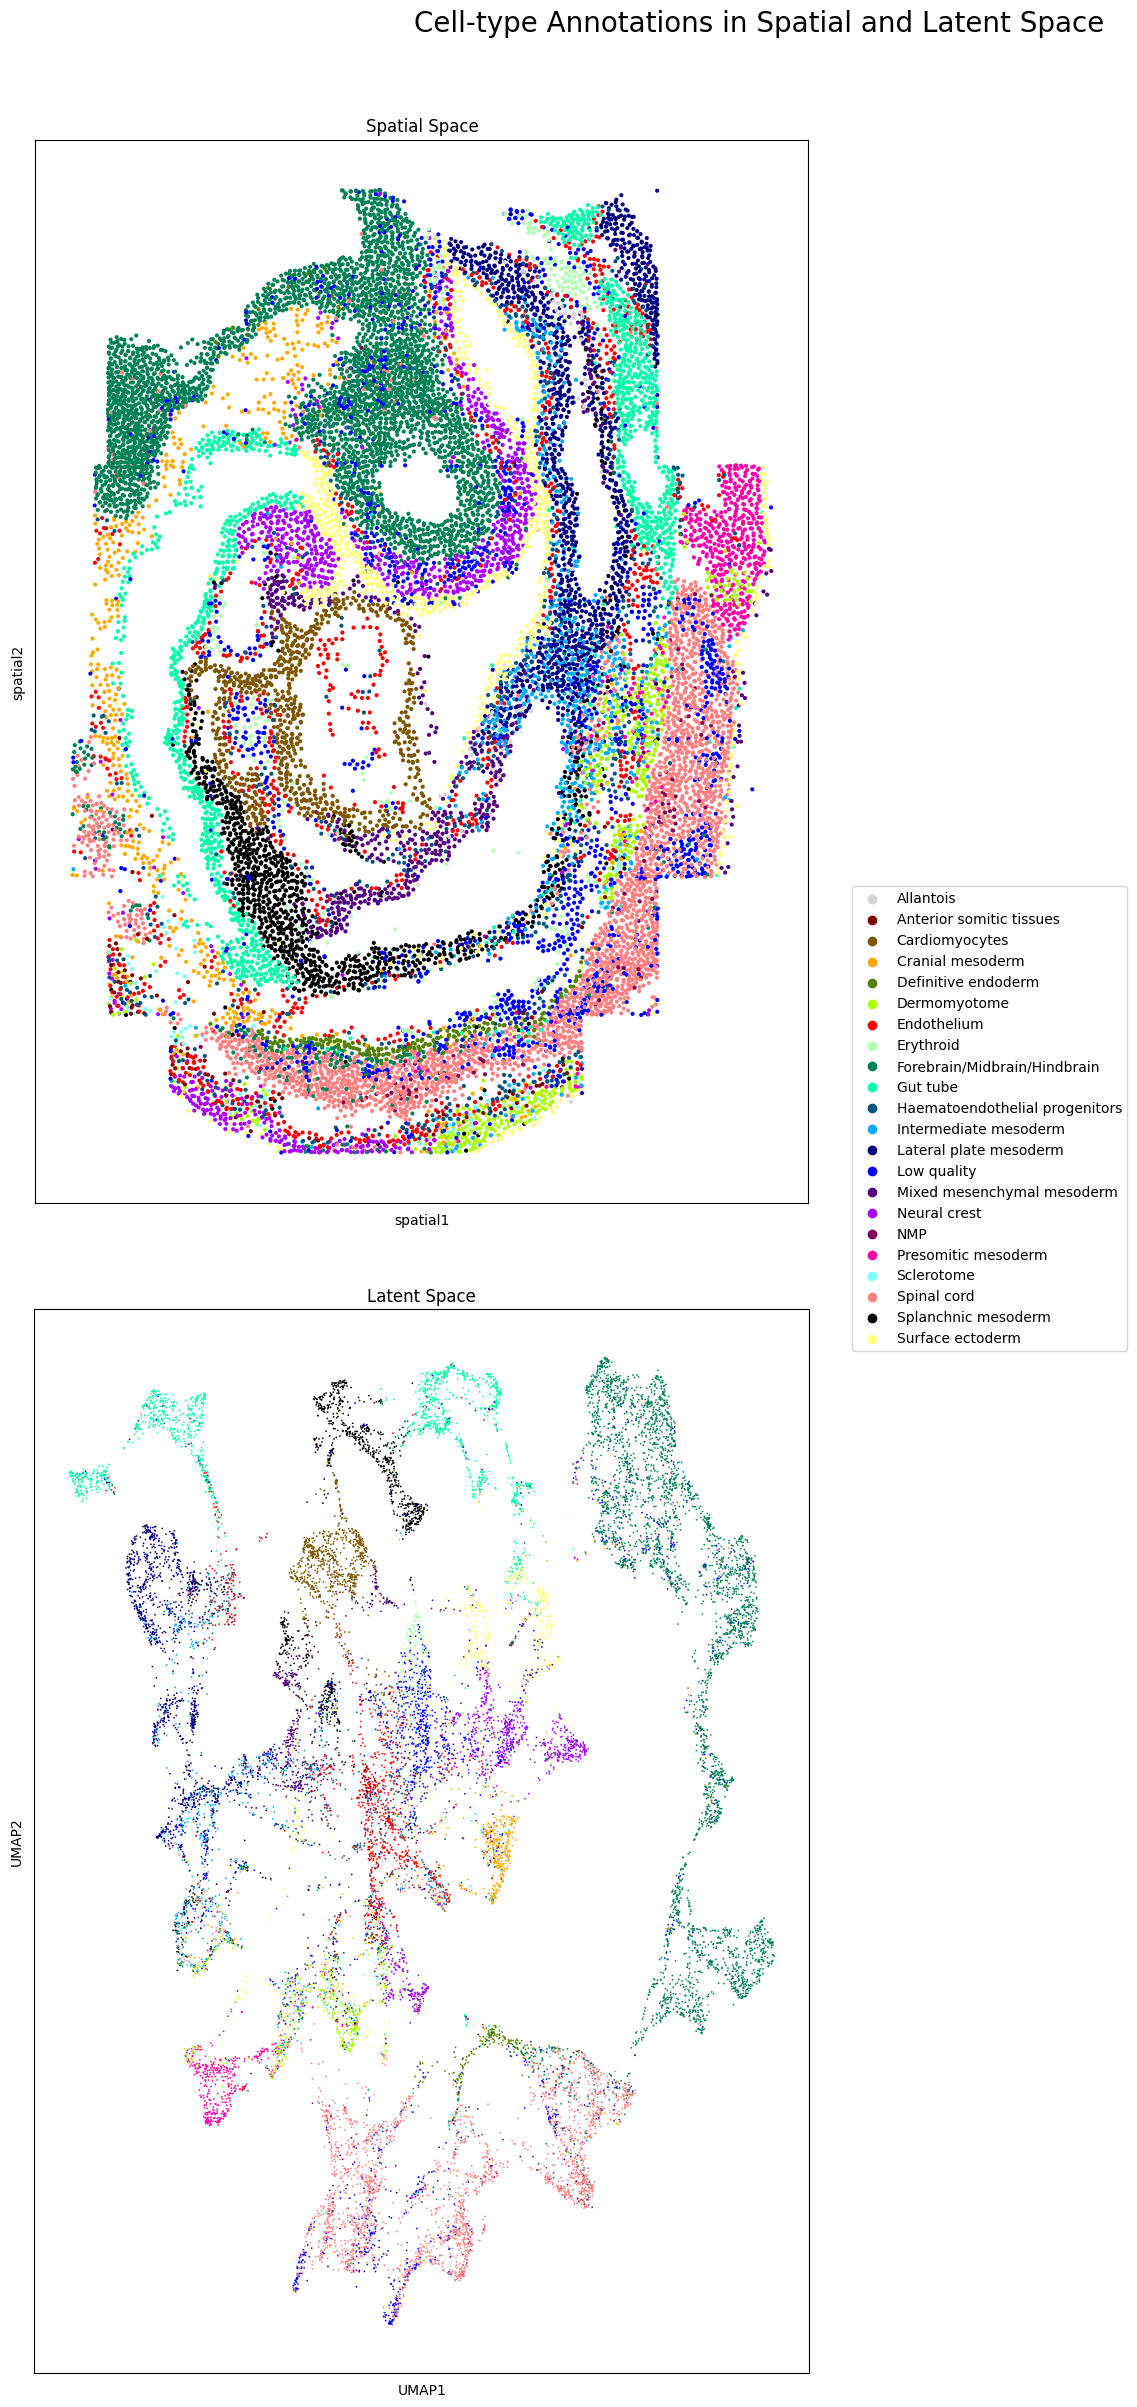 Cell-type Annotations in Spatial and Latent Space
Spatial Space
spatial2
spatial1
Allantois
Anterior somitic tissues
Cardiomyocytes
Cranial mesoderm
Definitive endoderm
Dermomyotome
Endothelium
Erythroid
Forebrain/Midbrain/Hindbrain
Gut tube
Haematoendothelial progenitors
Intermediate mesoderm
Lateral plate mesoderm
Low quality
Mixed mesenchymal mesoderm
Neural crest
NMP
Presomitic mesoderm
Sclerotome
Spinal cord
Splanchnic mesoderm
Surface ectoderm
Latent Space
UMAP2
UMAP1